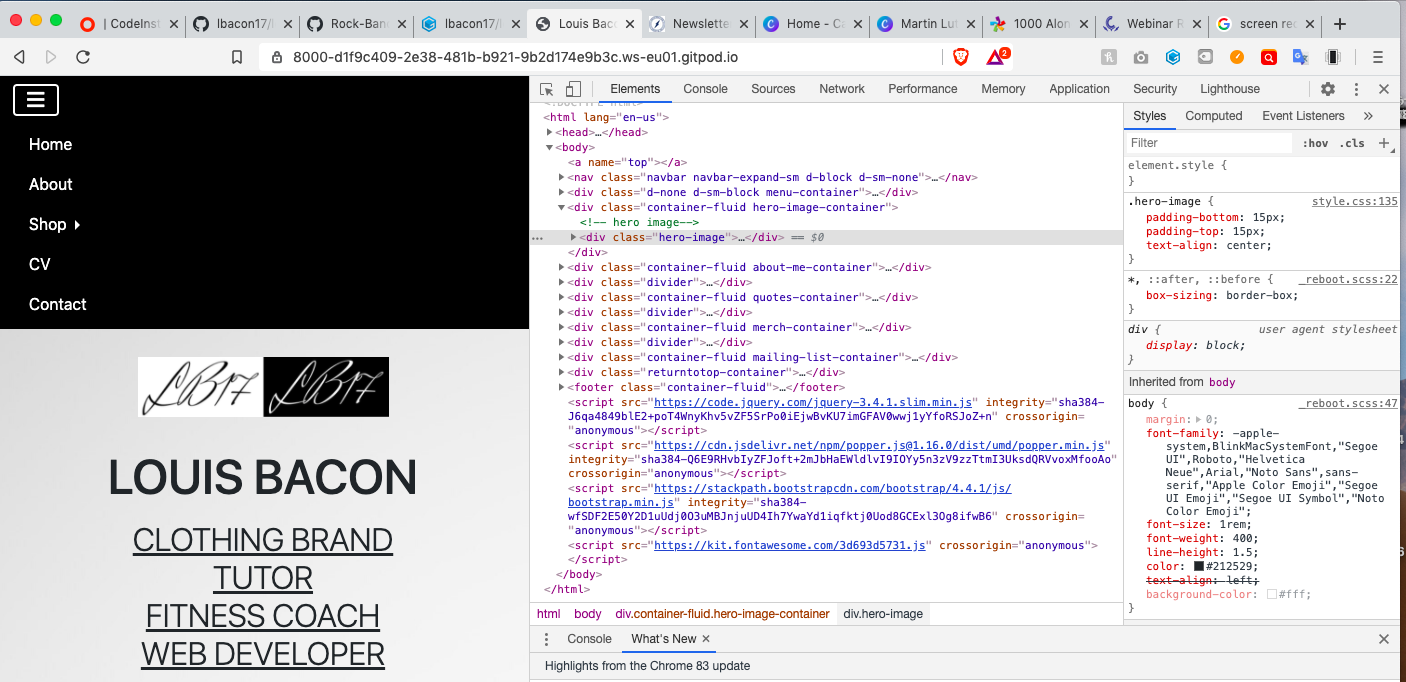 | CodeInst
lbacon17/l
Rock-Ban
lbacon17/l
Louis Baco
Newslette
Home - Ca
Martin Lut
1000 Alon
Webinar R
screen rec
8000-d1f9c409-2e38-481b-b921-9b2d174e9b3c.ws-eu01.gitpod.io
2
Home
About
Shop
CV
Contact
LB17 LB17
LOUIS BACON
CLOTHING BRAND
TUTOR
FITNESS COACH
WEB DEVELOPER
Elements Console Sources Network Performance Memory Application Security Lighthouse
<!DOCTYPE html>
<html lang="en-us">
<head>…</head>
<body>
<a name="top"></a>
<nav class="navbar navbar-expand-sm d-block d-sm-none">…</nav>
<div class="d-none d-sm-block menu-container">…</div>
<div class="container-fluid hero-image-container">
<!-- hero image-->
<div class="hero-image">…</div> == $0
</div>
<div class="container-fluid about-me-container">…</div>
<div class="divider">…</div>
<div class="container-fluid quotes-container">…</div>
<div class="divider">…</div>
<div class="container-fluid merch-container">…</div>
<div class="divider">…</div>
<div class="container-fluid mailing-list-container">…</div>
<div class="returntotop-container">…</div>
<footer class="container-fluid">…</footer>
<script src="https://code.jquery.com/jquery-3.4.1.slim.min.js" integrity="sha384-
J6qa4849blE2+poT4WnyKhv5vZF5SrPo0iEjwBvKU7imGFAV0wwj1yYfoRSJoZ+n" crossorigin=
"anonymous"></script>
<script src="https://cdn.jsdelivr.net/npm/popper.js@1.16.0/dist/umd/popper.min.js"
integrity="sha384-Q6E9RHvbIyZFJoft+2mJbHaEWldlvI9IOYy5n3zV9zzTtmI3UksdQRVvoxMfooAo"
crossorigin="anonymous"></script>
<script src="https://stackpath.bootstrapcdn.com/bootstrap/4.4.1/js/
bootstrap.min.js" integrity="sha384-
wfSDF2E50Y2D1uUdj0O3uMBJnjuUD4Ih7YwaYd1iqfktj0Uod8GCExl3Og8ifwB6" crossorigin=
"anonymous"></script>
<script src="https://kit.fontawesome.com/3d693d5731.js" crossorigin="anonymous">
</script>
</body>
</html>
html body div.container-fluid.hero-image-container div.hero-image
Console What's New
Highlights from the Chrome 83 update
Styles Computed Event Listeners
Filter :hov .cls
element.style {
}
.hero-image { style.css:135
padding-bottom: 15px;
padding-top: 15px;
text-align: center;
}
*, ::after, ::before { _reboot.scss:22
box-sizing: border-box;
}
div { user agent stylesheet
display: block;
}
Inherited from body
body { _reboot.scss:47
margin: 0;
font-family: -apple-
system,BlinkMacSystemFont,"Segoe
UI",Roboto,"Helvetica
Neue",Arial,"Noto Sans",sans-
serif,"Apple Color Emoji","Segoe
UI Emoji","Segoe UI Symbol","Noto
Color Emoji";
font-size: 1rem;
font-weight: 400;
line-height: 1.5;
color: #212529;
text-align: left;
background-color: #fff;
}